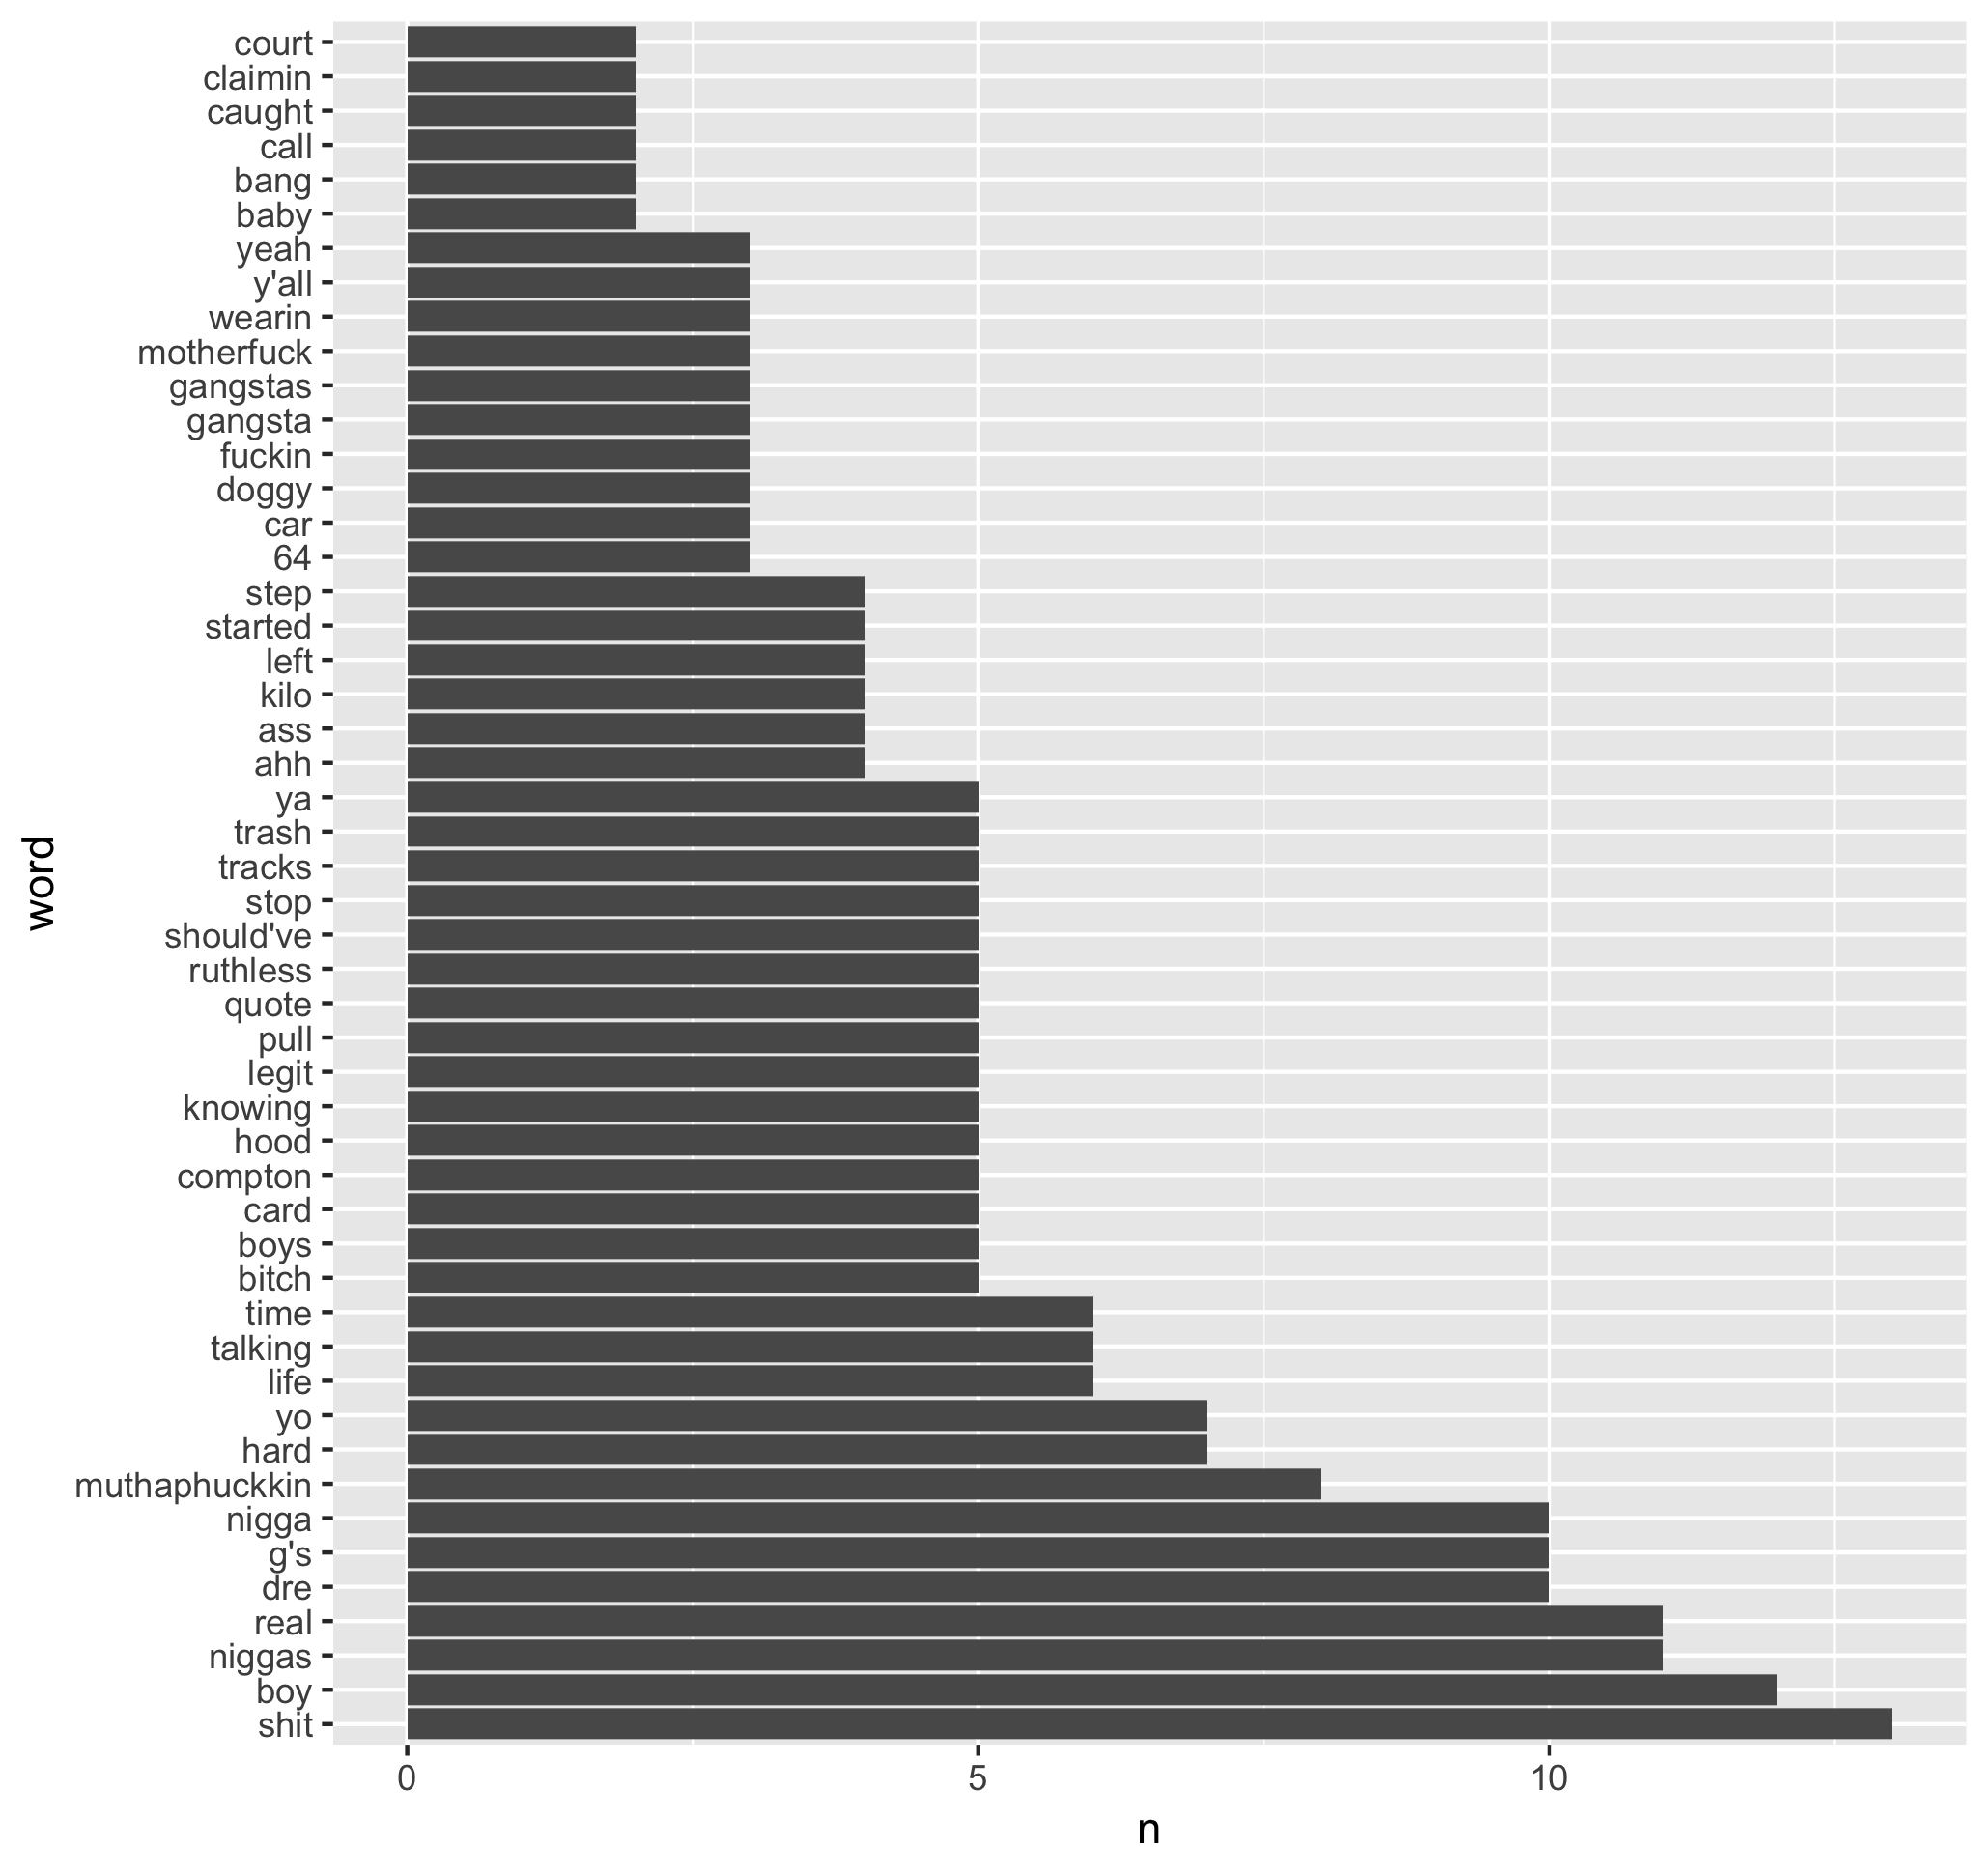 court
claimin
caught
call
bang
baby
yeah
y'all
wearin
motherfuck
gangstas
gangsta
fuckin
doggy
car
64
step
started
left
kilo
ass
ahh
ya
trash
tracks
stop
should've
ruthless
quote
pull
legit
knowing
hood
compton
card
boys
bitch
time
talking
life
yo
hard
muthaphuckkin
nigga
g's
dre
real
niggas
boy
shit
word
0 5 10
n